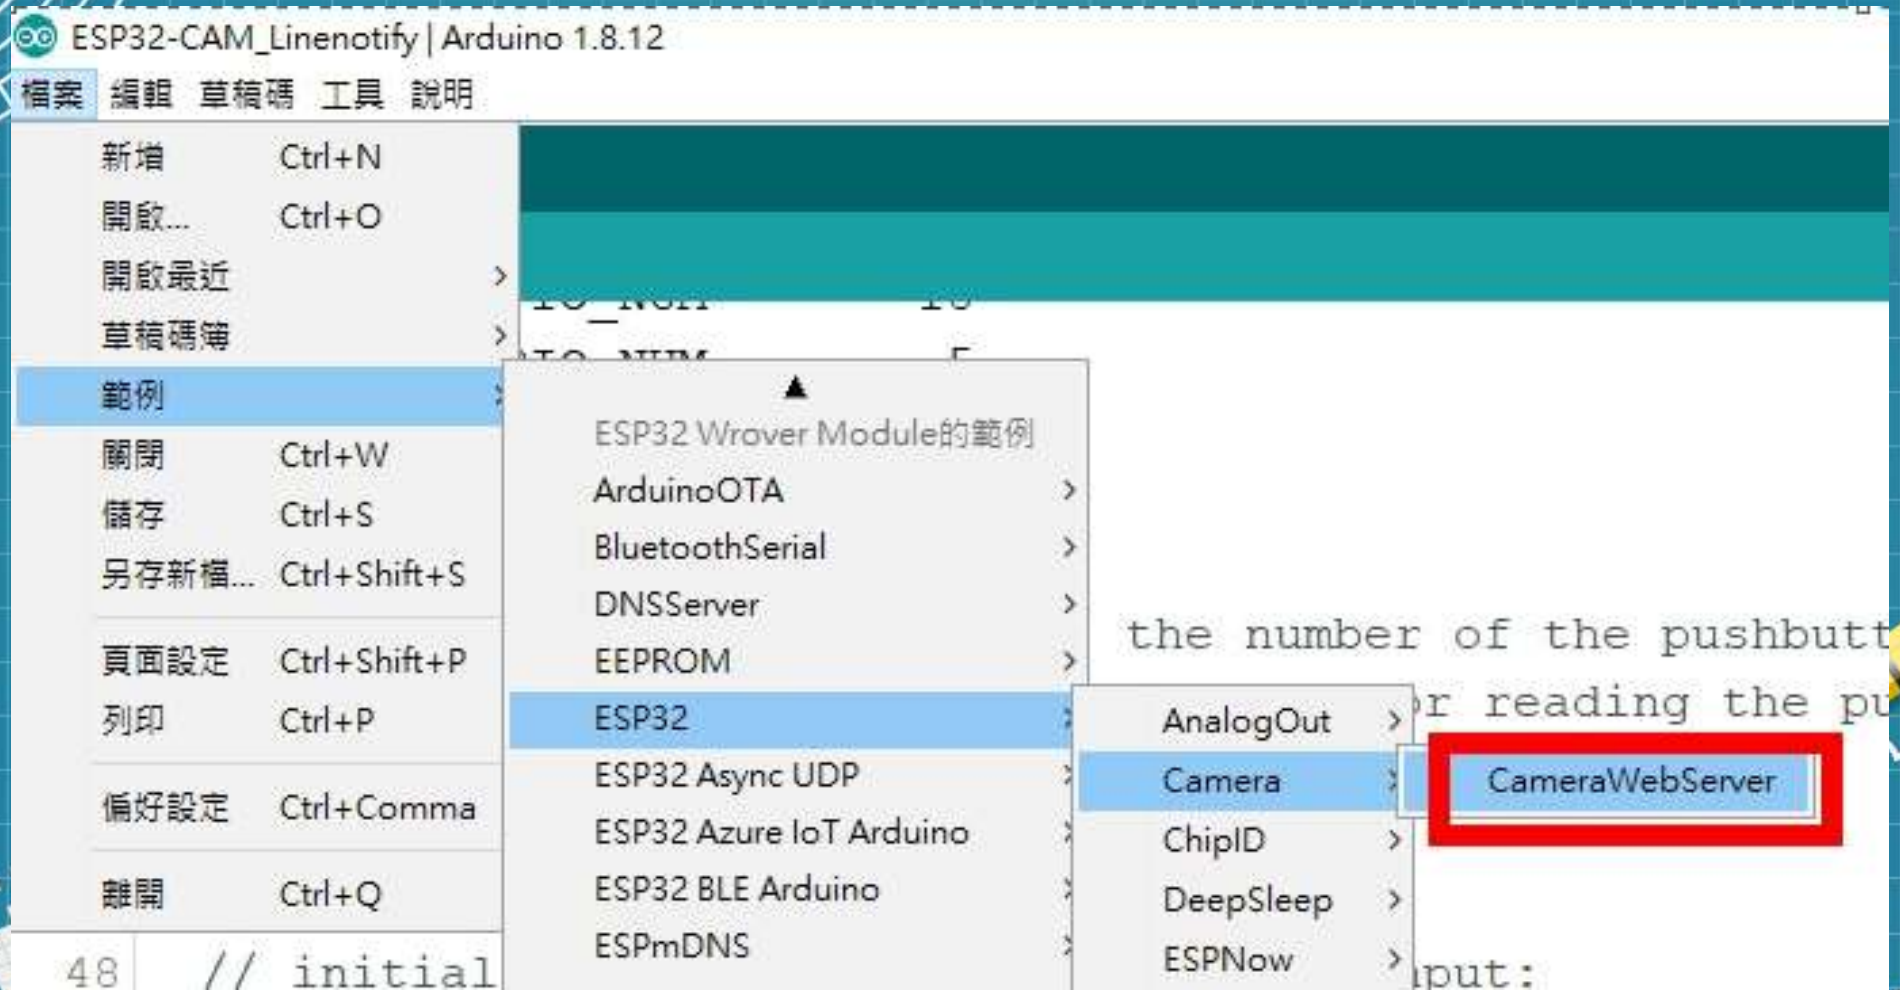 ESP32-CAM_Linenotify | Arduino 1.8.12
檔案 編輯 草稿碼 工具 說明
新增 Ctrl+N
開啟... Ctrl+O
開啟最近
草稿碼簿
範例
關閉 Ctrl+W
儲存 Ctrl+S
另存新檔... Ctrl+Shift+S
頁面設定 Ctrl+Shift+P
列印 Ctrl+P
偏好設定 Ctrl+Comma
離開 Ctrl+Q
ESP32 Wrover Module的範例
ArduinoOTA
BluetoothSerial
DNSServer
EEPROM
ESP32
ESP32 Async UDP
ESP32 Azure IoT Arduino
ESP32 BLE Arduino
ESPmDNS
AnalogOut
Camera
ChipID
DeepSleep
ESPNow
CameraWebServer
the number of the pushbutt
r reading the pu
48 // initial
put: